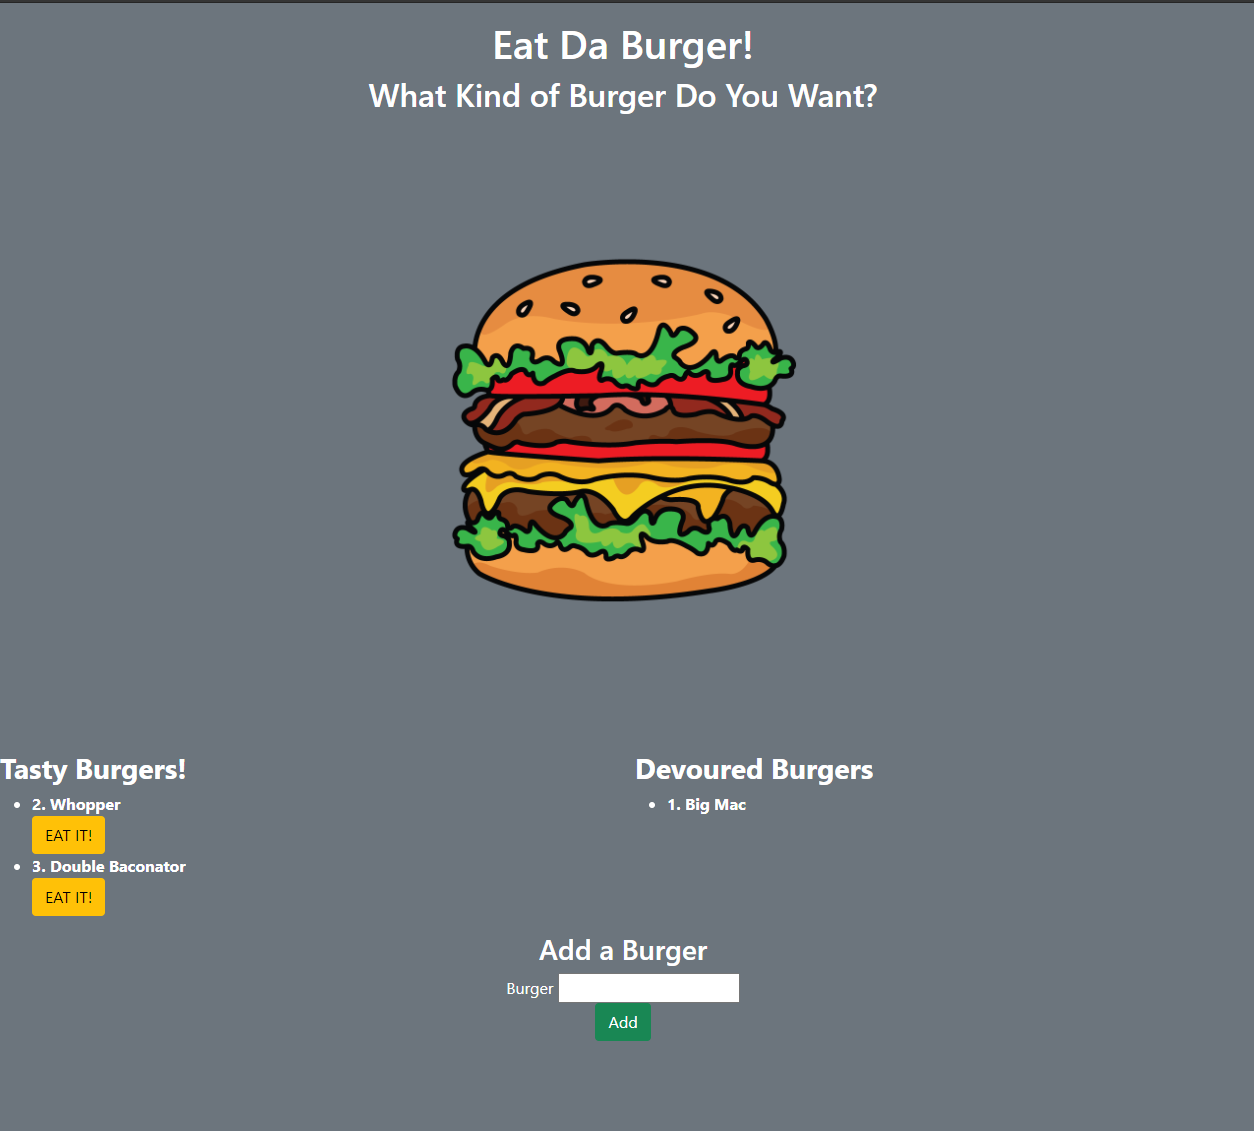 Eat Da Burger!
What Kind of Burger Do You Want?
Tasty Burgers!
2. Whopper
EAT IT!
3. Double Baconator
EAT IT!
Devoured Burgers
1. Big Mac
Add a Burger
Burger
Add